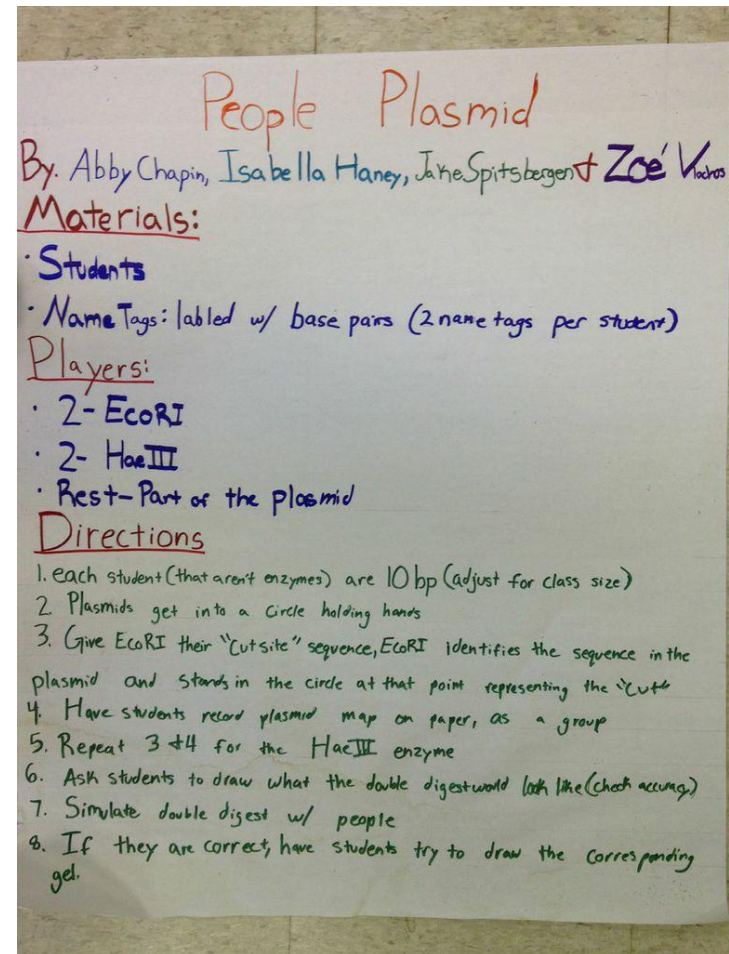 People Plasmid
By. Abby Chapin, Isabella Haney, Jake Spitsbergen + Zoé Vlachos
Materials:
· Students
· Name Tags: labled w/ base pairs (2 name tags per student)
Players:
· 2- EcoRI
· 2- HaeIII
· Rest-Part of the plasmid
Directions
1. each student (that aren't enzymes) are 10 bp (adjust for class size)
2 Plasmids get into a circle holding hands
3. Give EcoRI their "cut site" sequence, EcoRI identifies the sequence in the
plasmid and stands in the circle at that point representing the "cut"
4. Have students record plasmid map on paper, as a group
5. Repeat 3 +4 for the HaeIII enzyme
6. Ask students to draw what the double digest would look like (check accuracy)
7. Simulate double digest w/ people
8. If they are correct, have students try to draw the corresponding
gel.